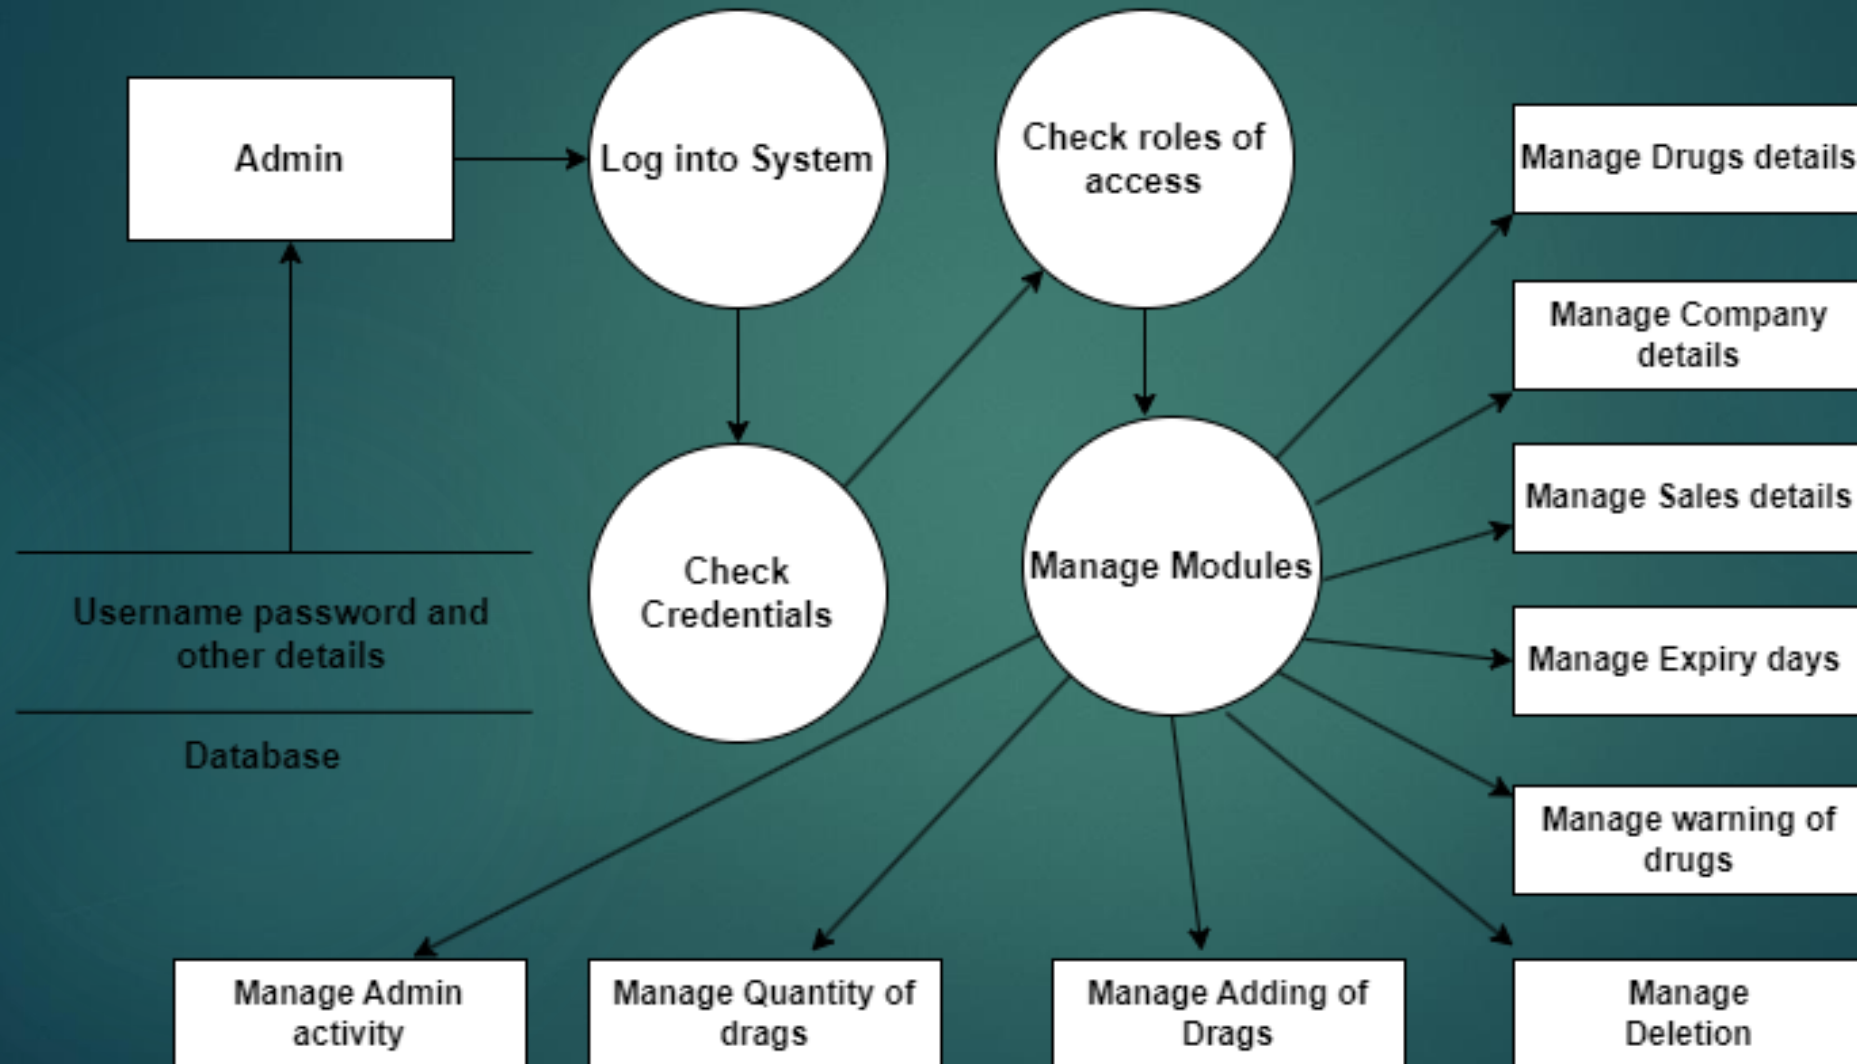 Admin
Log into System
Check roles of
access
Manage Drugs details
Manage Company
details
Manage Sales details
Check
Credentials
Manage Modules
Username password and
other details
Database
Manage Expiry days
Manage warning of
drugs
Manage Admin
activity
Manage Quantity of
drags
Manage Adding of
Drags
Manage
Deletion